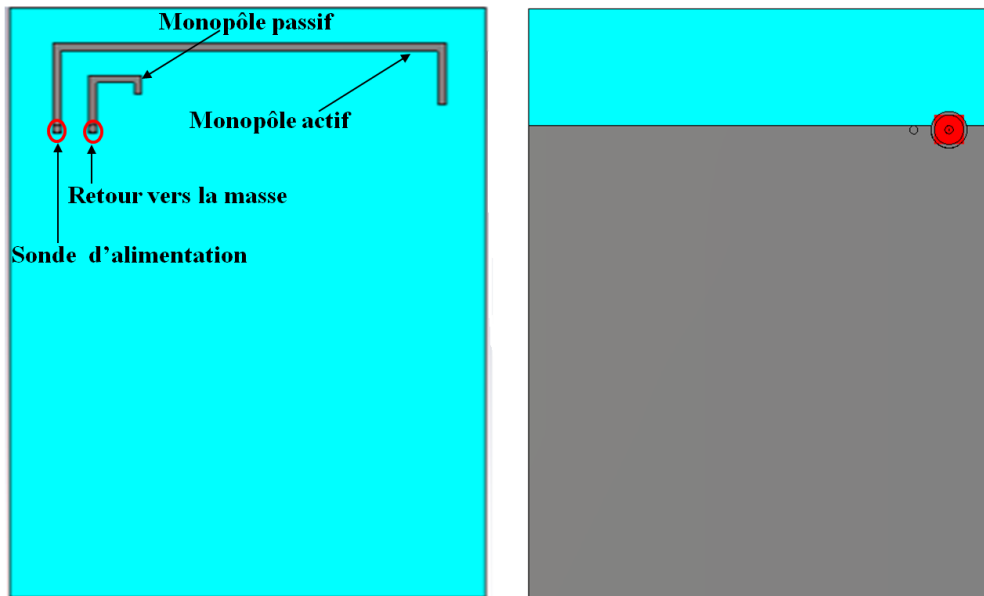 Monopôle passif
Monopôle actif
Retour vers la masse
Sonde d'alimentation